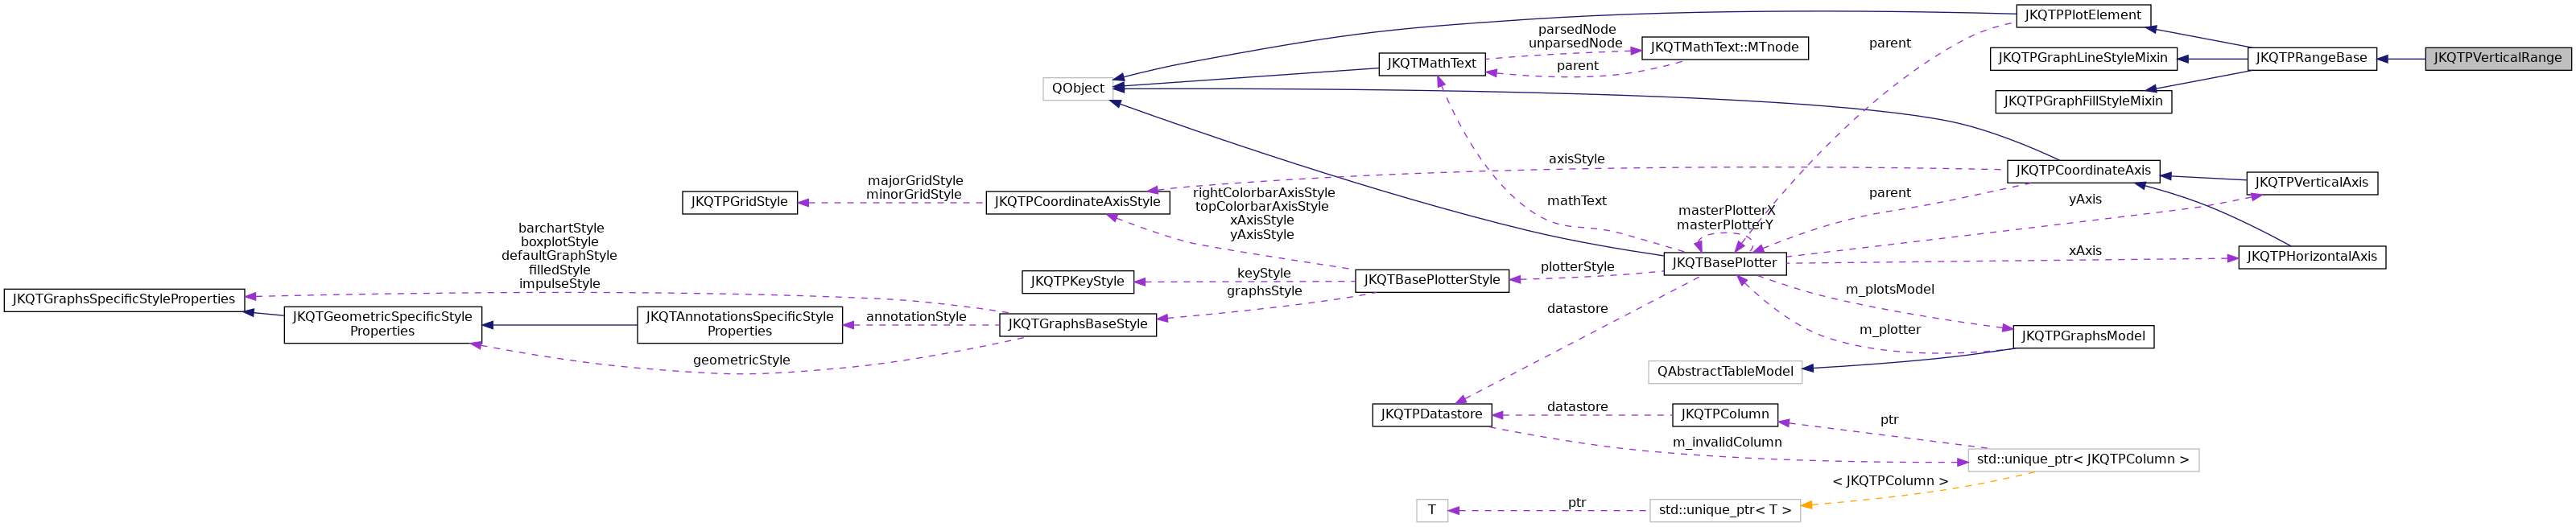 JKQTPPlotElement
parsedNode
unparsedNode
parent
JKQTMathText::MTnode
JKQTMathText
parent
JKQTPGraphLineStyleMixin
JKQTPRangeBase
JKQTPVerticalRange
QObject
JKQTPGraphFillStyleMixin
axisStyle
JKQTPCoordinateAxis
majorGridStyle
minorGridStyle
JKQTPGridStyle
JKQTPCoordinateAxisStyle
rightColorbarAxisStyle
topColorbarAxisStyle
xAxisStyle
yAxisStyle
mathText
parent
JKQTPVerticalAxis
yAxis
masterPlotterX
masterPlotterY
barchartStyle
boxplotStyle
defaultGraphStyle
filledStyle
impulseStyle
xAxis
JKQTPHorizontalAxis
JKQTBasePlotter
plotterStyle
keyStyle
JKQTPKeyStyle
JKQTBasePlotterStyle
graphsStyle
m_plotsModel
JKQTGraphsSpecificStyleProperties
JKQTGeometricSpecificStyle
Properties
JKQTAnnotationsSpecificStyle
Properties
annotationStyle
JKQTGraphsBaseStyle
datastore
m_plotter
JKQTPGraphsModel
geometricStyle
QAbstractTableModel
JKQTPDatastore
datastore
JKQTPColumn
ptr
m_invalidColumn
std::unique_ptr< JKQTPColumn >
< JKQTPColumn >
T
ptr
std::unique_ptr< T >